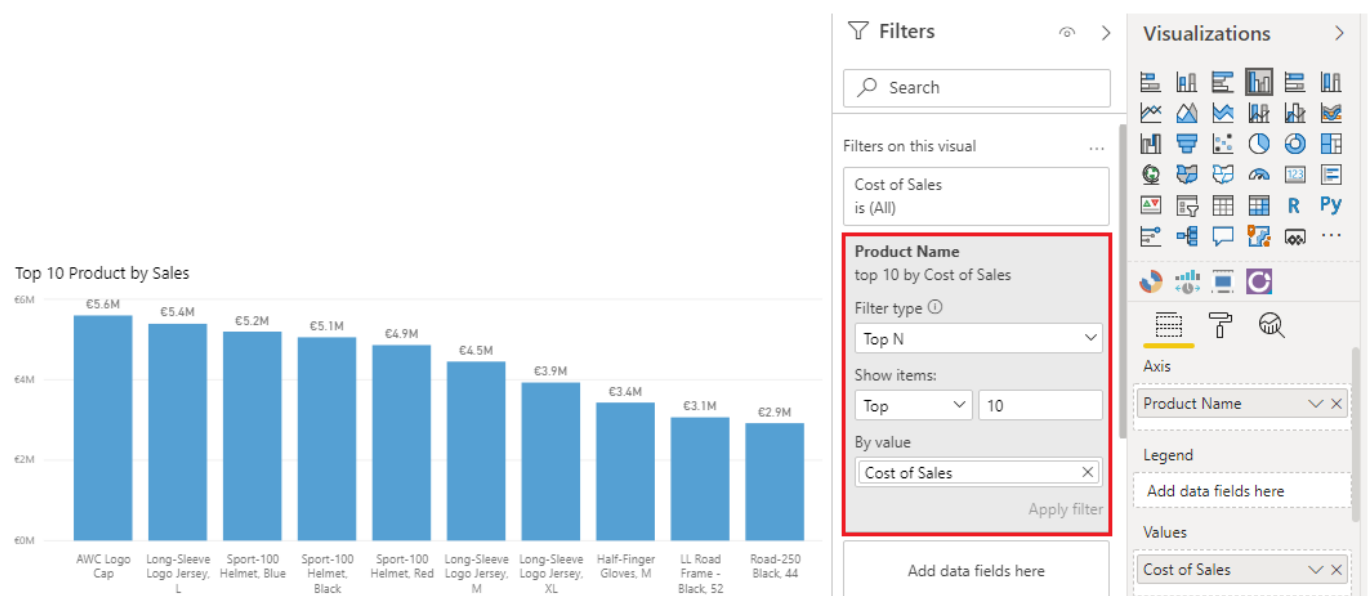 Top 10 Product by Sales
€6M
€4M
€2M
€0M
€5.6M
€5.4M
€5.2M
€5.1M
€4.9M
€4.5M
€3.9M
€3.4M
€3.1M
€2.9M
AWC Logo
Cap
Long-Sleeve
Logo Jersey,
L
Sport-100
Helmet, Blue
Sport-100
Helmet,
Black
Sport-100
Helmet, Red
Long-Sleeve
Logo Jersey,
M
Long-Sleeve
Logo Jersey,
XL
Half-Finger
Gloves, M
LL Road
Frame -
Black, 52
Road-250
Black, 44
Filters
Search
Filters on this visual
...
Cost of Sales
is (All)
Product Name
top 10 by Cost of Sales
Filter type
Top N
Show items:
Top
10
By value
Cost of Sales
Apply filter
Add data fields here
Visualizations
123
R
Py
...
Axis
Product Name
Legend
Add data fields here
Values
Cost of Sales